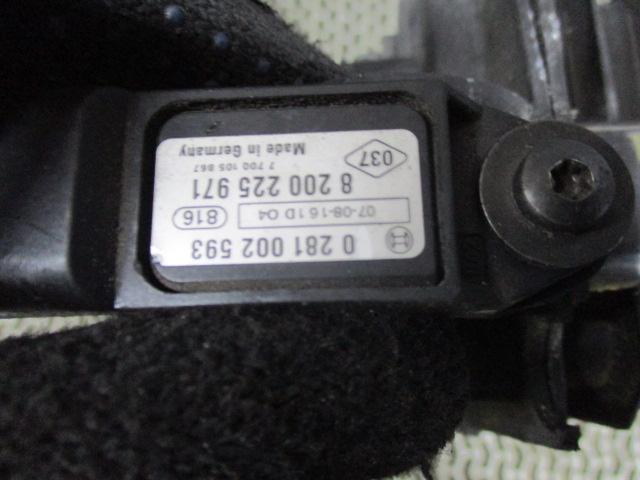 0 281 002 593
07-08-16 1D 04 816
8 200 225 971
7 700 105 867 037
Made in Germany